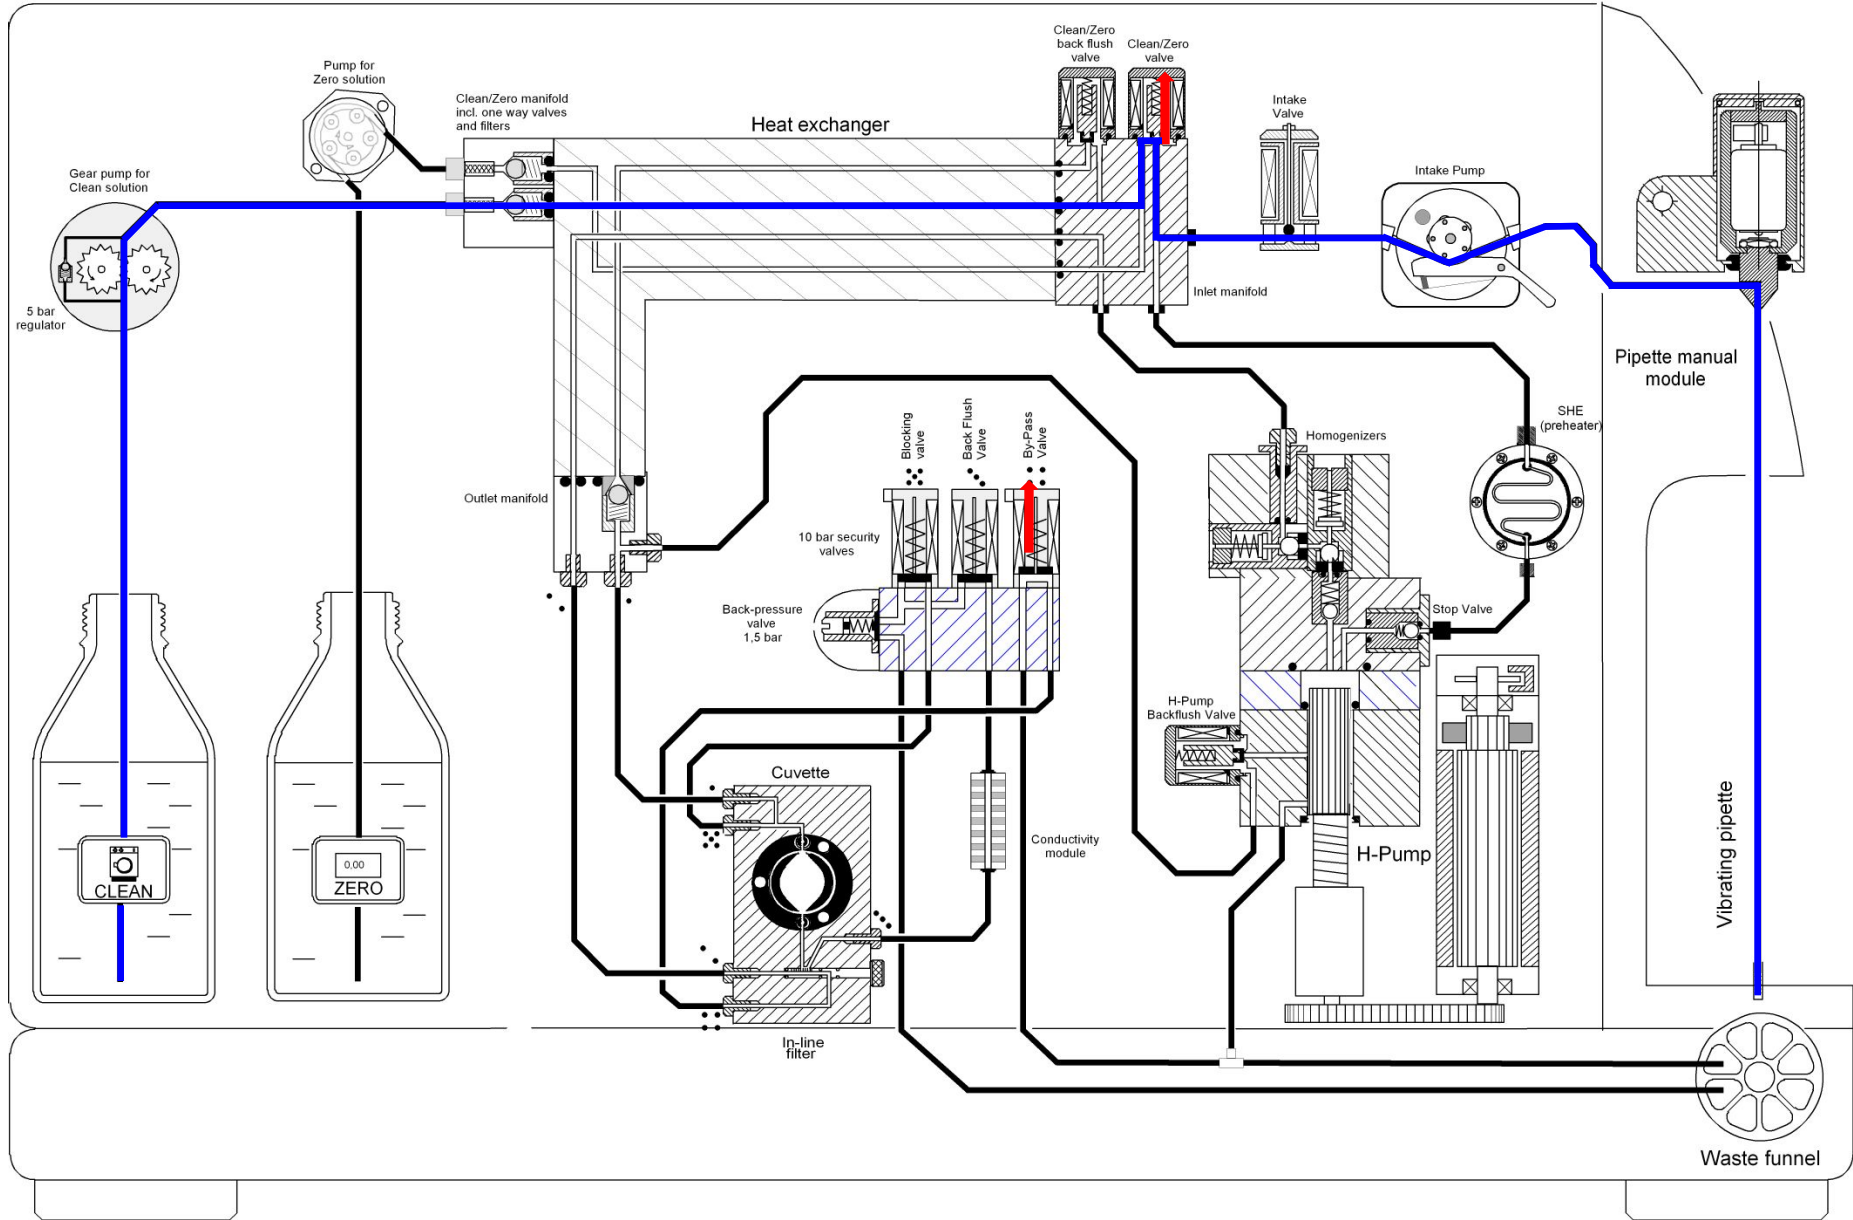 Clean/Zero
back flush
valve
Clean/Zero
valve
Pump for
Zero solution
Clean/Zero manifold
incl. one way valves
and filters
Heat exchanger
Intake
Valve
Gear pump for
Clean solution
Intake Pump
5 bar
regulator
Inlet manifold
Pipette manual
module
Blocking
valve
Back Flush
Valve
By-Pass
Valve
SHE
(preheater)
Homogenizers
Outlet manifold
10 bar security
valves
Back-pressure
valve
1,5 bar
Stop Valve
H-Pump
Backflush Valve
Cuvette
Conductivity
module
H-Pump
Vibrating pipette
CLEAN
0,00
ZERO
In-line
filter
Waste funnel